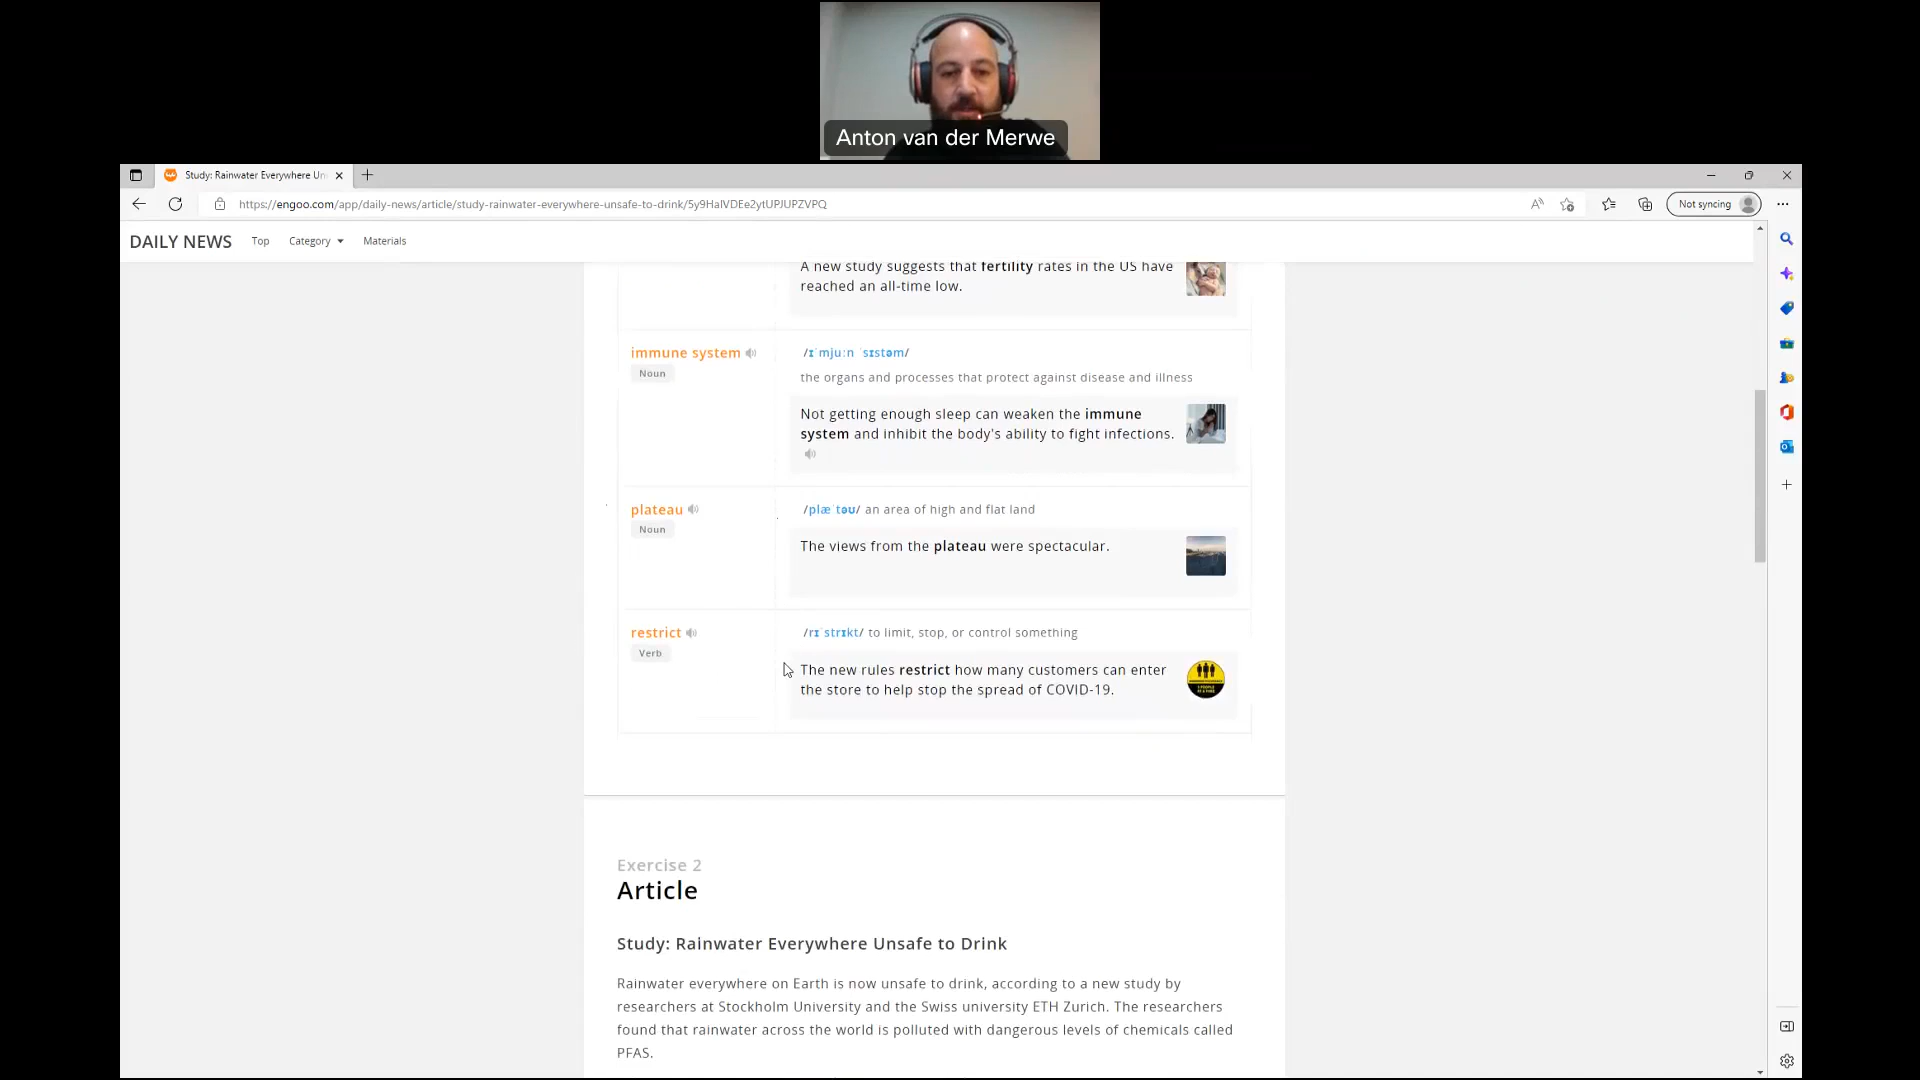 Anton van der Merwe
Study: Rainwater Everywhere Un
https://engoo.com/app/daily-news/article/study-rainwater-everywhere-unsafe-to-drink/5y9HalVDEe2ytUPJUPZVPQ
Not syncing
DAILY NEWS Top Category Materials
A new study suggests that fertility rates in the US have
reached an all-time low.
immune system /ɪˈmjuːn ˈsɪstəm/
Noun
the organs and processes that protect against disease and illness
Not getting enough sleep can weaken the immune
system and inhibit the body's ability to fight infections.
plateau /plæˈtəʊ/ an area of high and flat land
Noun
The views from the plateau were spectacular.
restrict /rɪˈstrɪkt/ to limit, stop, or control something
Verb
The new rules restrict how many customers can enter
the store to help stop the spread of COVID-19.
Exercise 2
Article
Study: Rainwater Everywhere Unsafe to Drink
Rainwater everywhere on Earth is now unsafe to drink, according to a new study by
researchers at Stockholm University and the Swiss university ETH Zurich. The researchers
found that rainwater across the world is polluted with dangerous levels of chemicals called
PFAS.